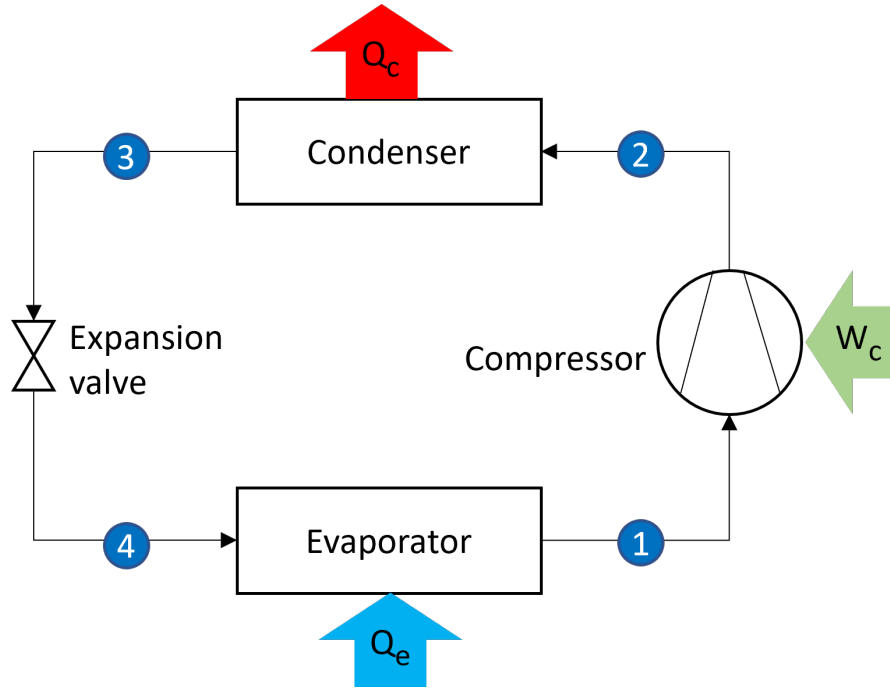 Qc
3
Condenser
2
Expansion
valve
Compressor
Wc
4
Evaporator
1
Qe